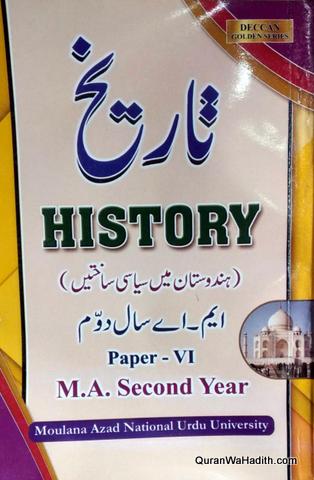 DECCAN
GOLDEN SERIES
تاریخ
HISTORY
(ہندوستان میں سیاسی ساختیں)
ایم۔اے سال دوّم
Paper - VI
M.A. Second Year
Moulana Azad National Urdu University
QuranWaHadith.com